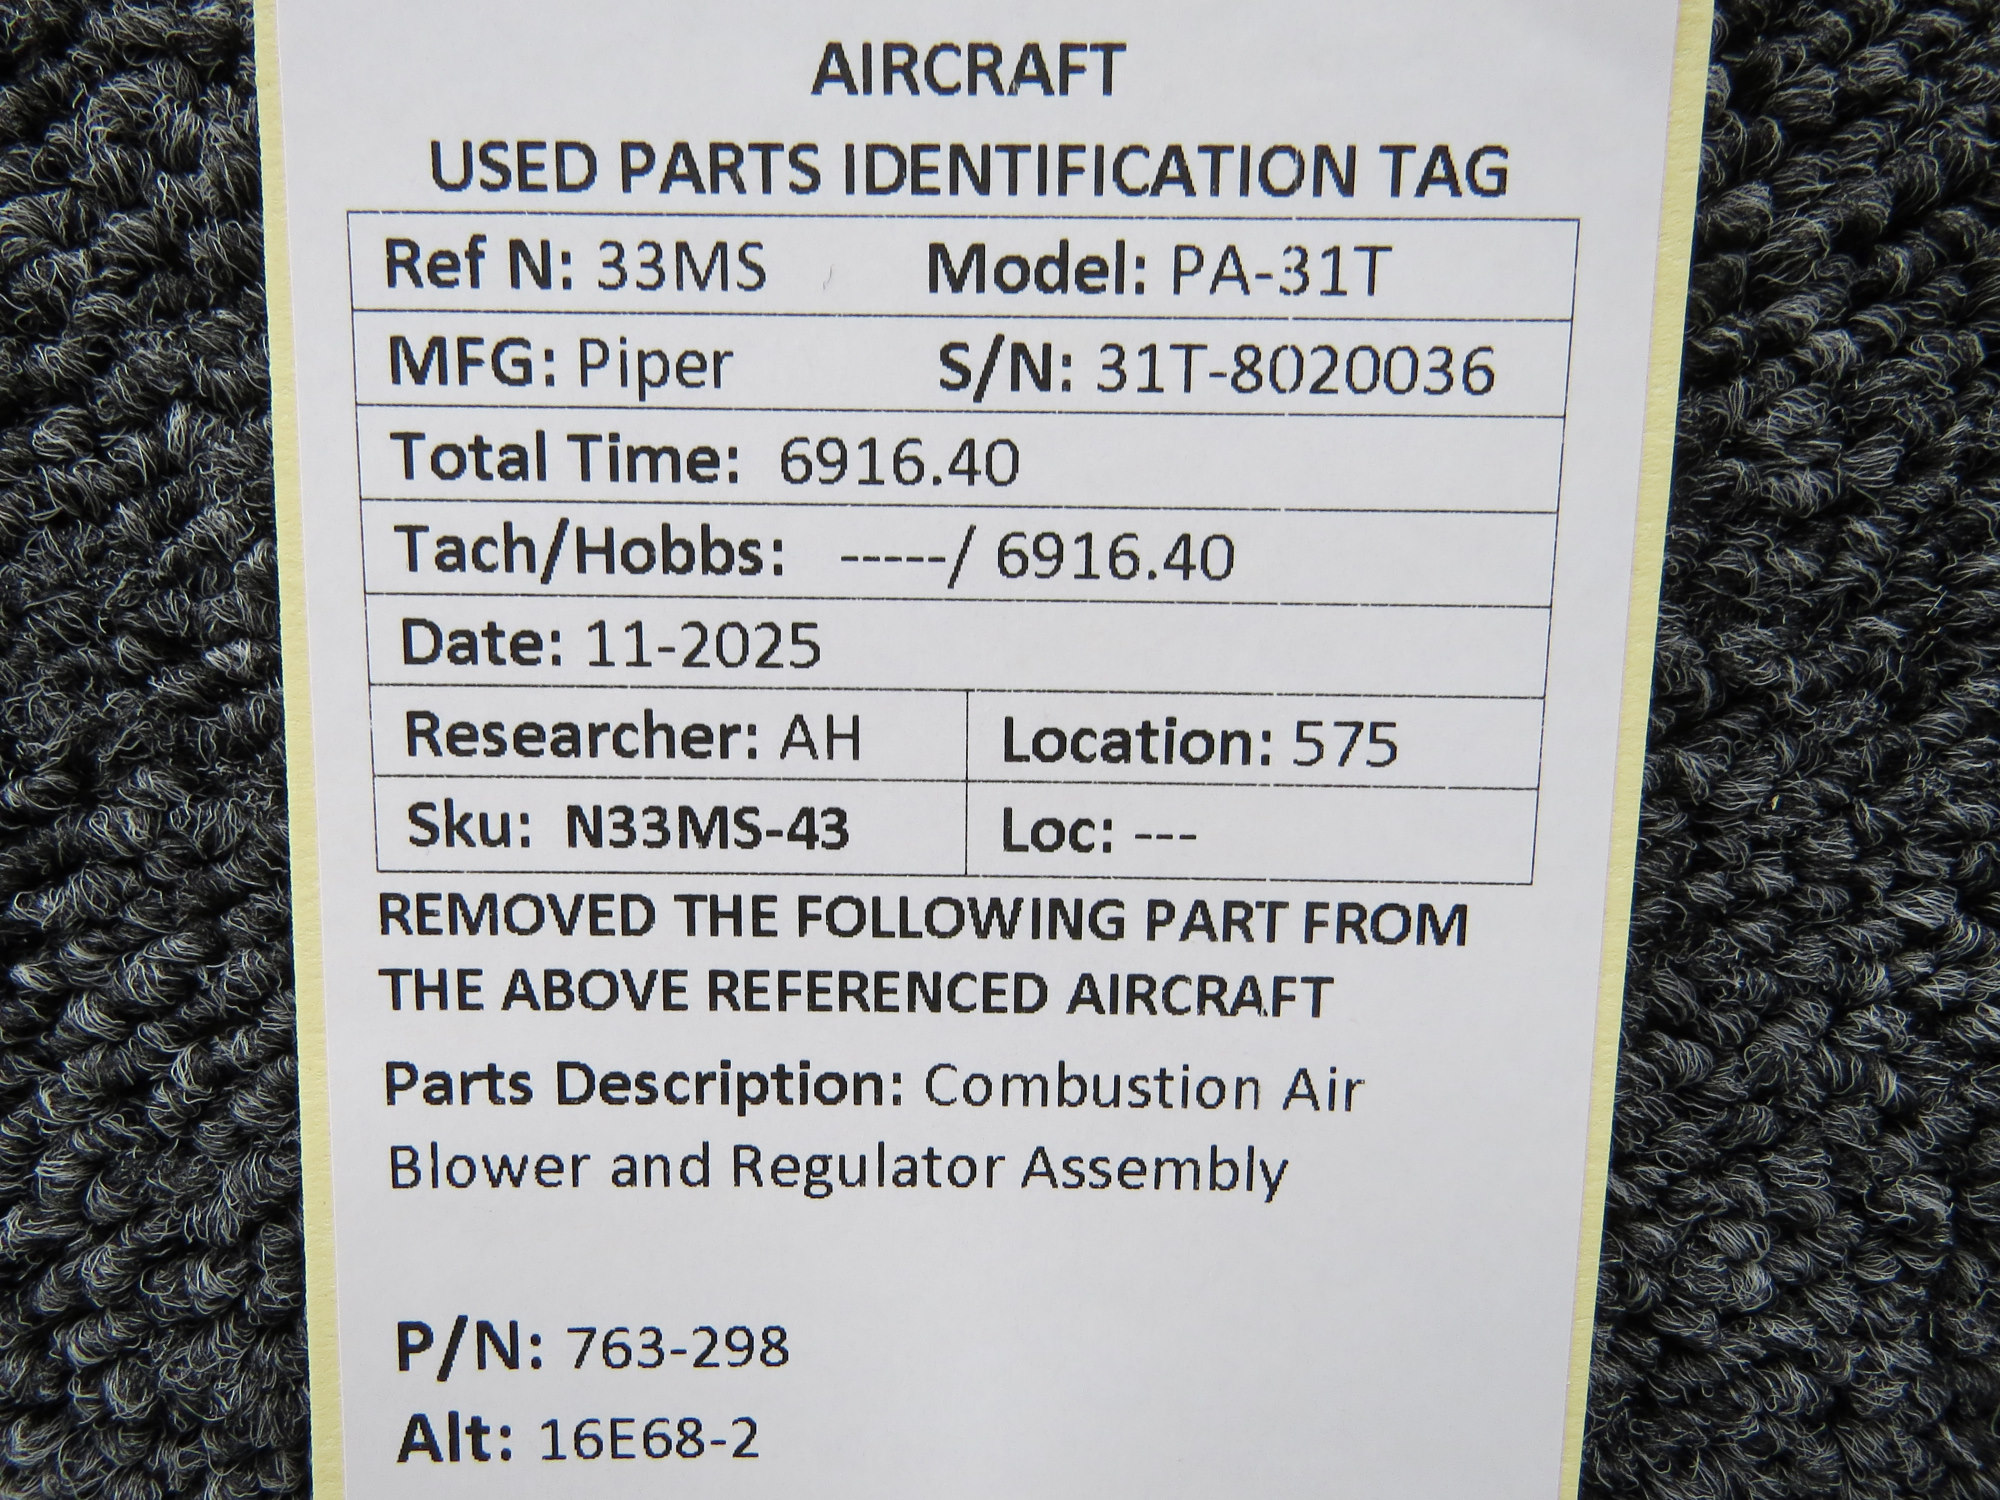 AIRCRAFT
USED PARTS IDENTIFICATION TAG
Ref N: 33MS Model: PA-31T
MFG: Piper S/N: 31T-8020036
Total Time: 6916.40
Tach/Hobbs: -----/ 6916.40
Date: 11-2025
Researcher: AH Location: 575
Sku: N33MS-43 Loc: ---
REMOVED THE FOLLOWING PART FROM
THE ABOVE REFERENCED AIRCRAFT
Parts Description: Combustion Air
Blower and Regulator Assembly
P/N: 763-298
Alt: 16E68-2